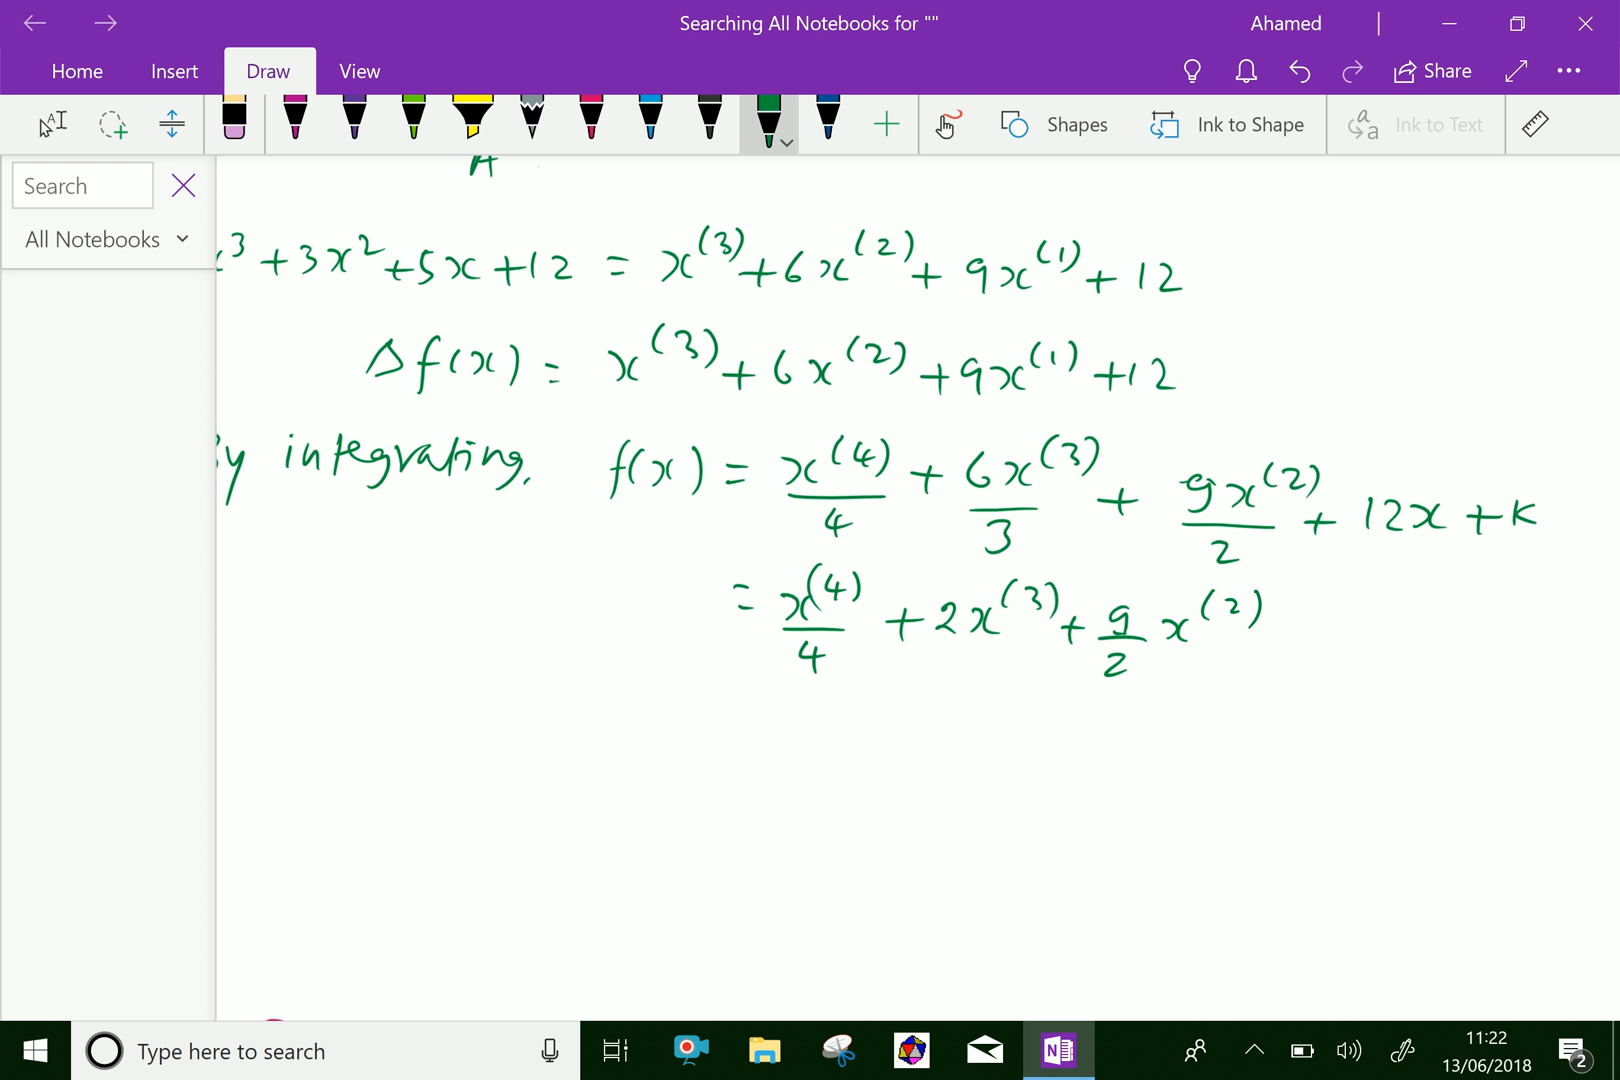 Searching All Notebooks for ""
Ahamed
Home Insert Draw View
Share
Shapes Ink to Shape Ink to Text
Search
All Notebooks
A
x³ + 3x² + 5x + 12 = x⁽³⁾ + 6x⁽²⁾ + 9x⁽¹⁾ + 12
Δf(x) = x⁽³⁾ + 6x⁽²⁾ + 9x⁽¹⁾ + 12
By integrating, f(x) = x⁽⁴⁾/4 + 6x⁽³⁾/3 + 9x⁽²⁾/2 + 12x + k
= x⁽⁴⁾/4 + 2x⁽³⁾ + 9/2 x⁽²⁾
Type here to search
11:22
13/06/2018
2